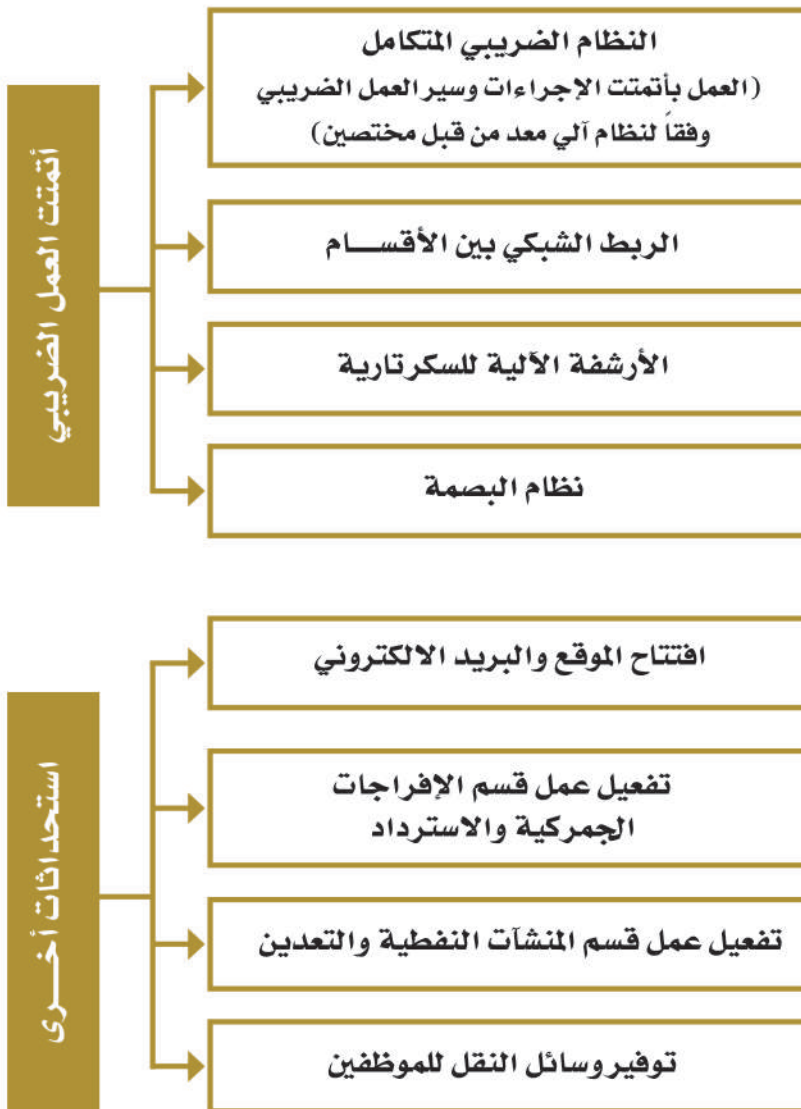 أتمتت العمل الضريبي
النظام الضريبي المتكامل
(العمل بأتمتت الإجراءات وسير العمل الضريبي
وفقاً لنظام آلي معد من قبل مختصين)
الربط الشبكي بين الأقســـام
الأرشفة الآلية للسكرتارية
نظام البصمة
استحداثات أخــرى
افتتاح الموقع والبريد الالكتروني
تفعيل عمل قسم الإفراجات
الجمركية والاسترداد
تفعيل عمل قسم المنشآت النفطية والتعدين
توفير وسائل النقل للموظفين